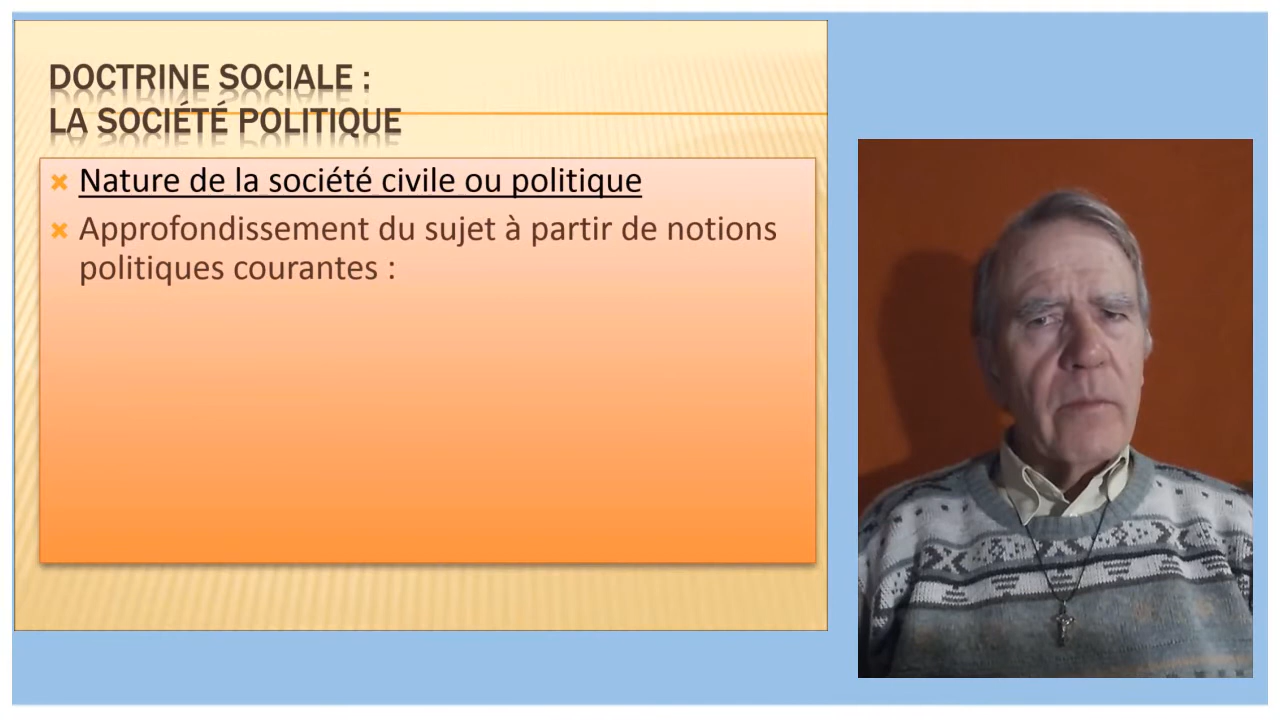 DOCTRINE SOCIALE :
LA SOCIÉTÉ POLITIQUE
Nature de la société civile ou politique
Approfondissement du sujet à partir de notions
politiques courantes :